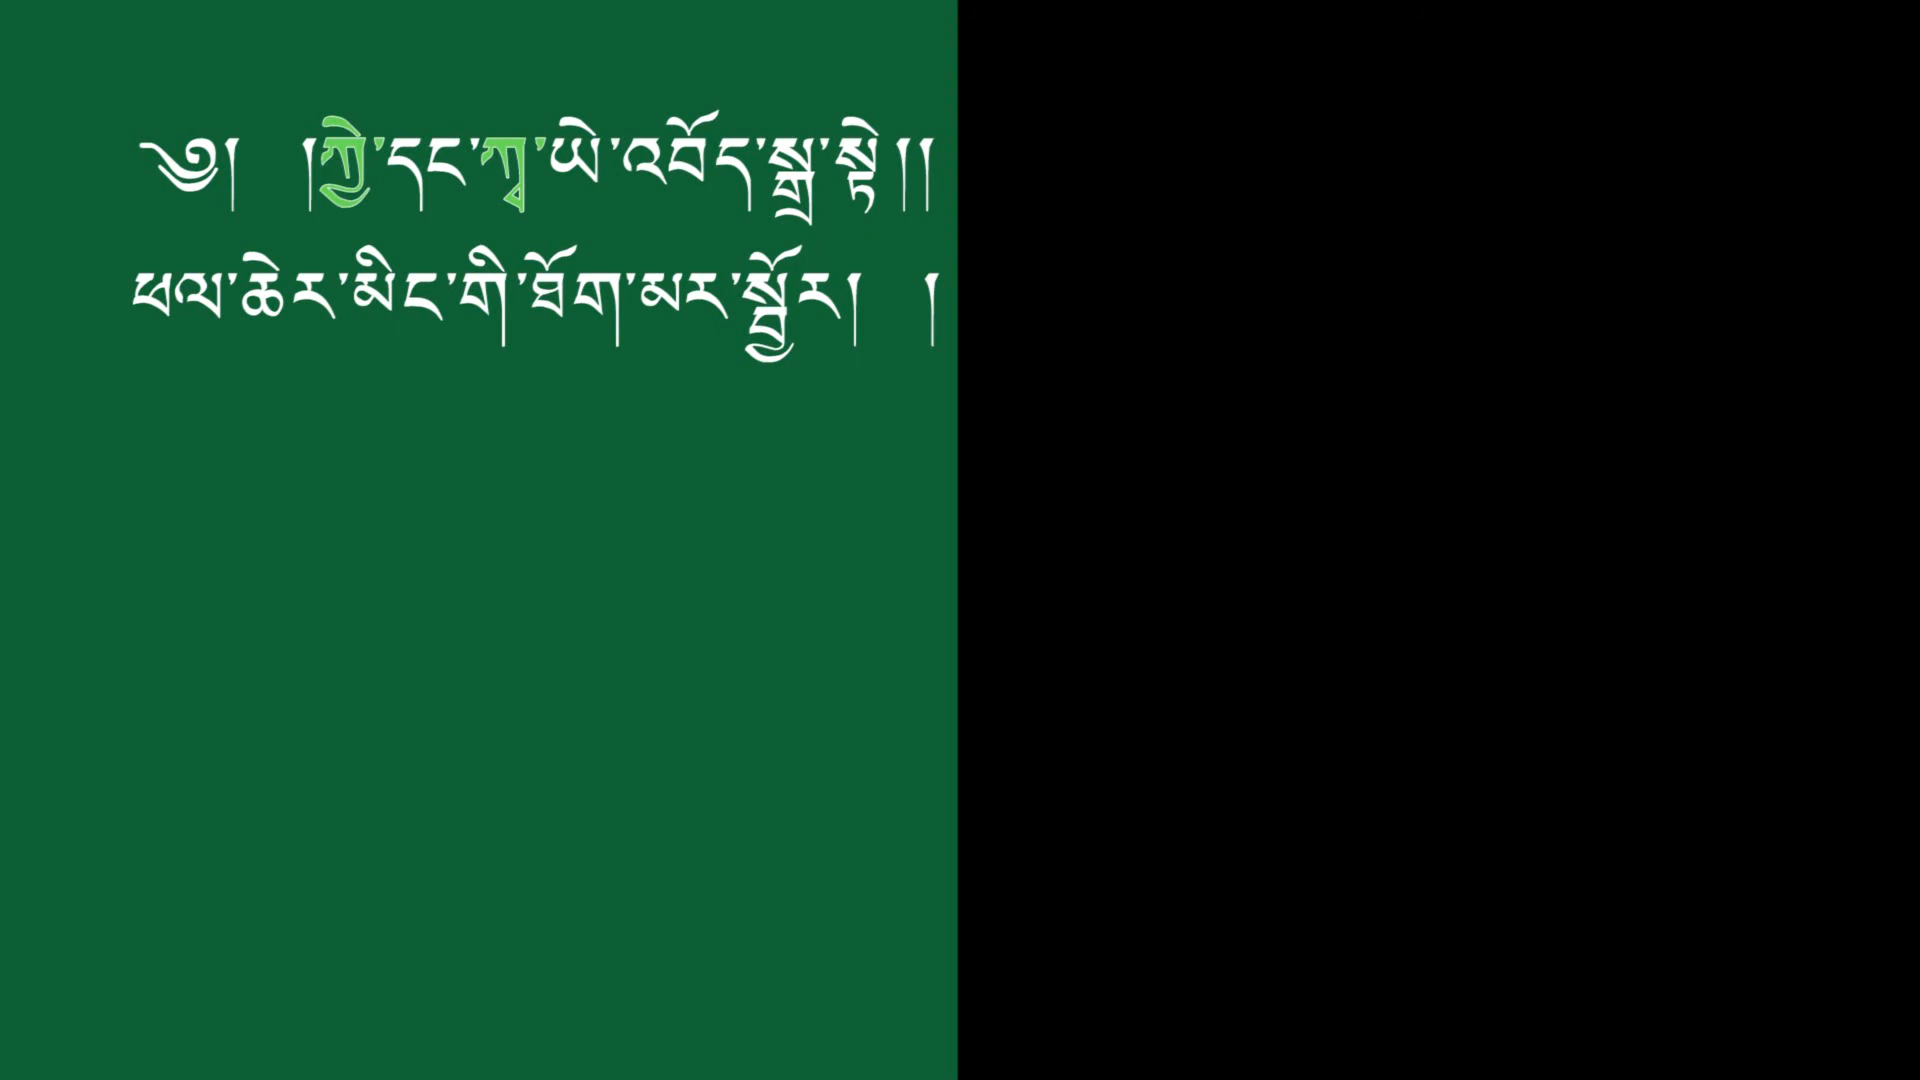 ༄།  །ཀྱེ་དང་ཀྭ་ཡེ་འབོད་སྒྲ་སྟེ།།
ཕལ་ཆེར་མིང་གི་ཐོག་མར་སྦྱོར།  །